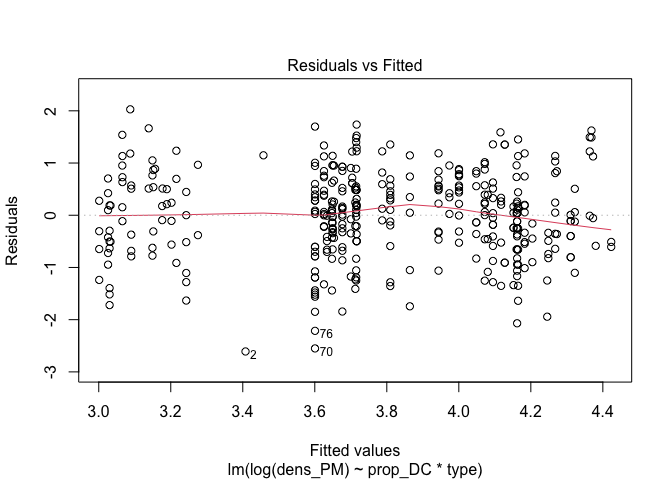 Residuals vs Fitted
Residuals
2
1
0
-1
-2
-3
76
70
2
3.0 3.2 3.4 3.6 3.8 4.0 4.2 4.4
Fitted values
lm(log(dens_PM) ~ prop_DC * type)